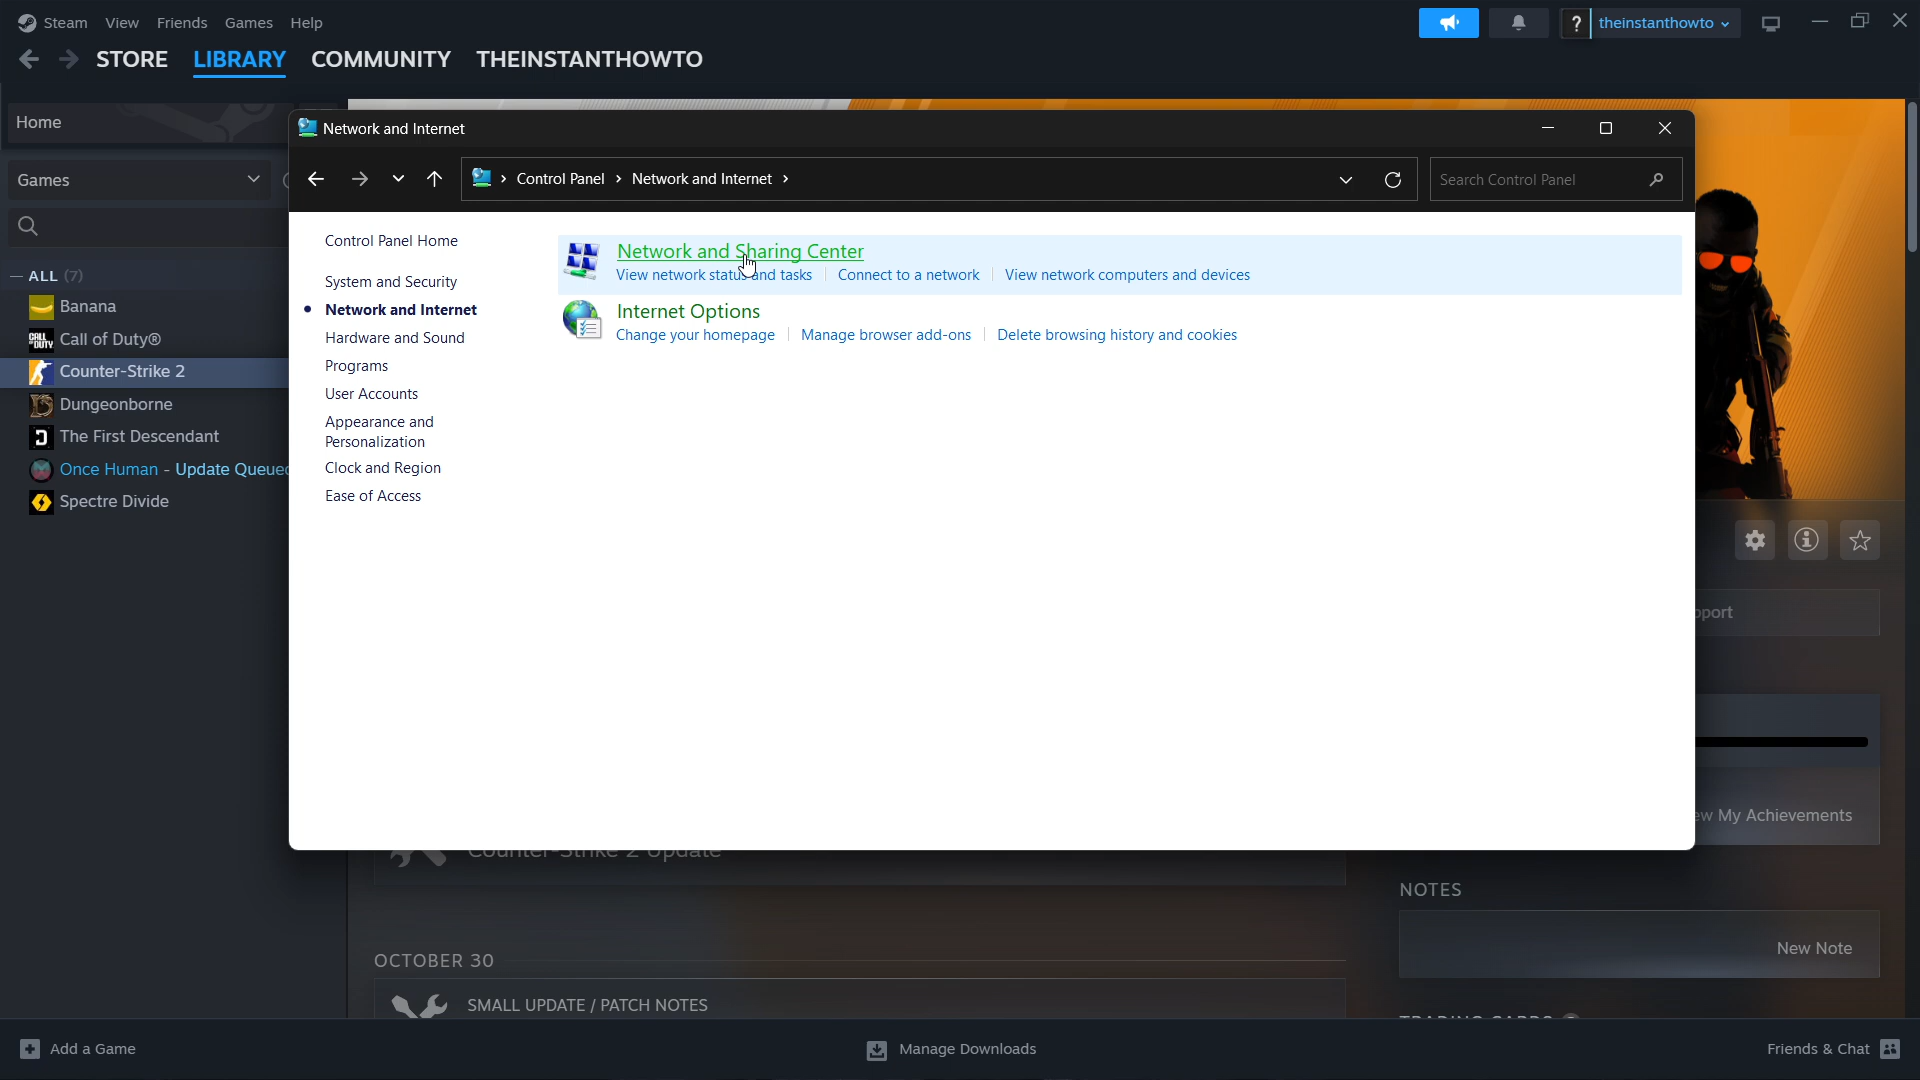 Steam View Friends Games Help
theinstanthowto
STORE LIBRARY COMMUNITY THEINSTANTHOWTO
Home
Games
ALL (7)
Banana
Call of Duty®
Counter-Strike 2
Dungeonborne
The First Descendant
Once Human - Update Queued
Spectre Divide
Network and Internet
Control Panel Network and Internet
Search Control Panel
Control Panel Home
System and Security
Network and Internet
Hardware and Sound
Programs
User Accounts
Appearance and
Personalization
Clock and Region
Ease of Access
Network and Sharing Center
View network status and tasks Connect to a network View network computers and devices
Internet Options
Change your homepage Manage browser add-ons Delete browsing history and cookies
My Achievements
Counter-Strike 2 Update
NOTES
New Note
OCTOBER 30
SMALL UPDATE / PATCH NOTES
TRADING CARDS
Add a Game
Manage Downloads
Friends & Chat